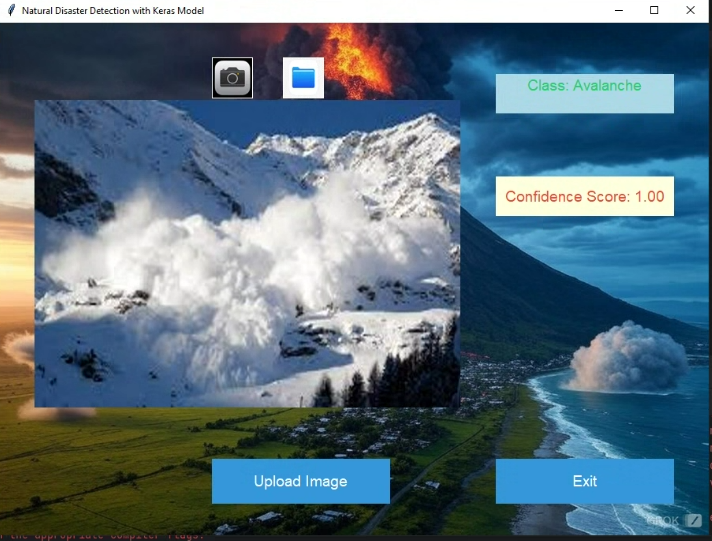 Natural Disaster Detection with Keras Model
Class: Avalanche
Confidence Score: 1.00
Upload Image
Exit
GROK
the appropriate compiler flags.